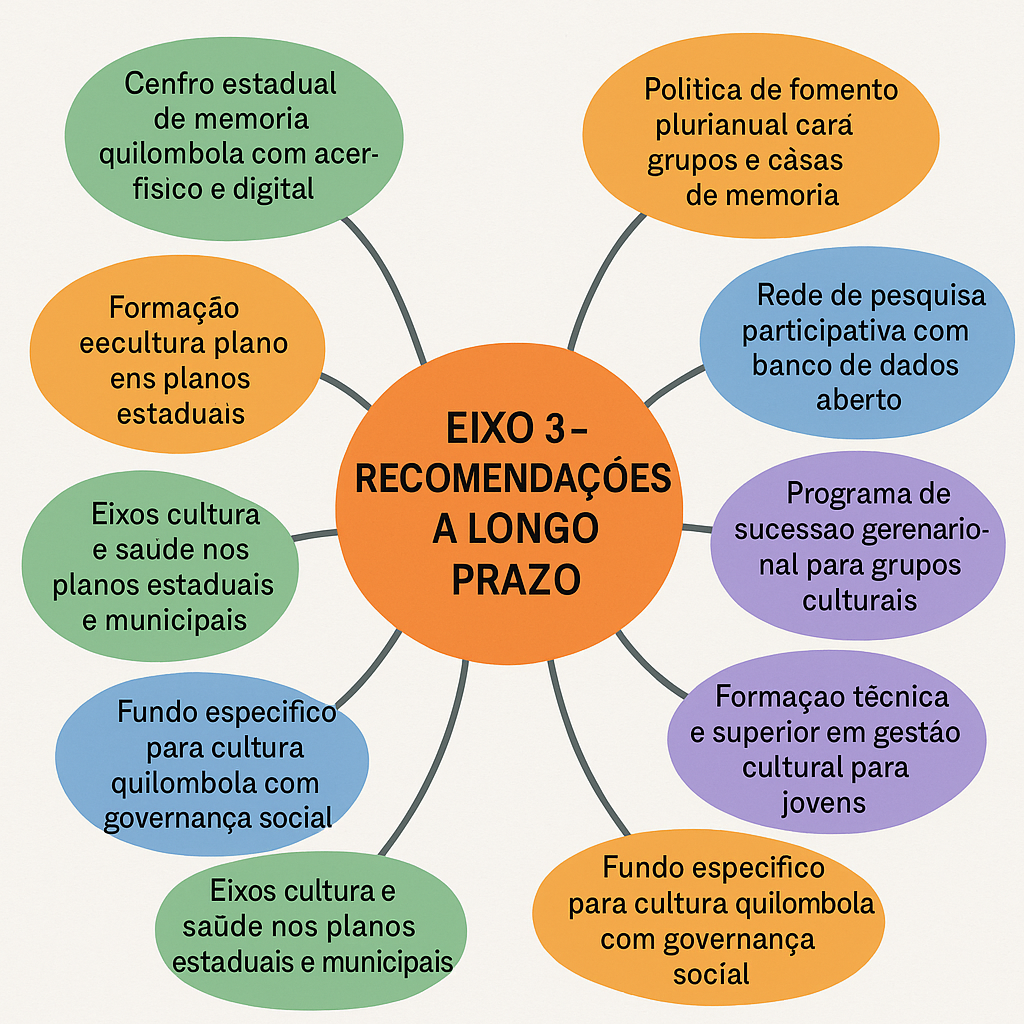 Cenfro estadual
de memoria
quilombola com acer-
fisico e digital
Politica de fomento
plurianual cará
grupos e càsas
de memoria
Formação
eecultura plano
ens planos
estaduais
Rede de pesquisa
participativa com
banco de dados
aberto
EIXO 3 –
RECOMENDAÇÓES
A LONGO
PRAZO
Eixos cultura
e saúde nos
planos estaduais
e municipais
Programa de
sucessao gerenario-
nal para grupos
culturais
Fundo especifico
para cultura
quilombola com
governança social
Formaçao tẽcnica
e superior em gestáo
cultural para
jovens
Eixos cultura e
saũde nos planos
estaduais e municipais
Fundo especifico
para cultura quilombola
com governança
socíal